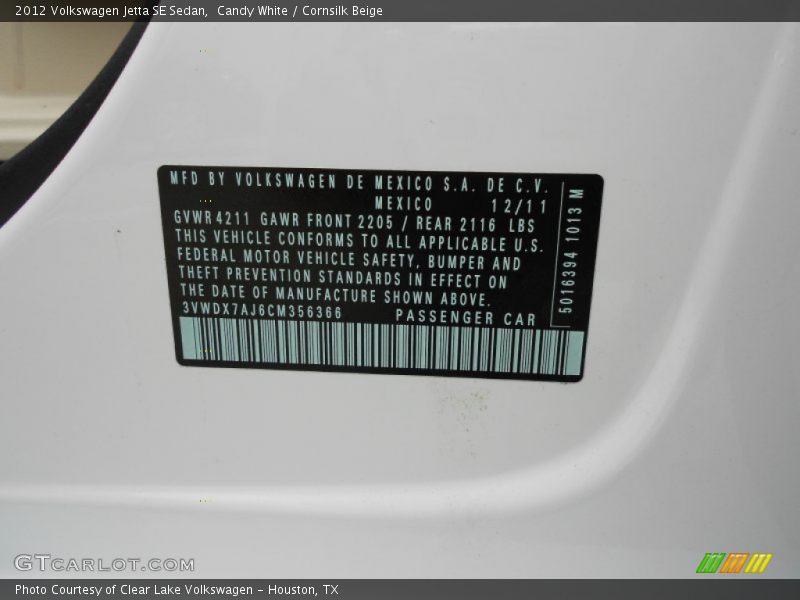 2012 Volkswagen Jetta SE Sedan,  Candy White / Cornsilk Beige
MFD BY VOLKSWAGEN DE MEXICO S.A. DE C.V.
MEXICO 12/11
GVWR 4211 GAWR FRONT 2205 / REAR 2116 LBS
THIS VEHICLE CONFORMS TO ALL APPLICABLE U.S.
FEDERAL MOTOR VEHICLE SAFETY, BUMPER AND
THEFT PREVENTION STANDARDS IN EFFECT ON
THE DATE OF MANUFACTURE SHOWN ABOVE.
3VWDX7AJ6CM356366 PASSENGER CAR
5016394 1013 M
GTCARLOT.COM
Photo Courtesy of Clear Lake Volkswagen – Houston, TX